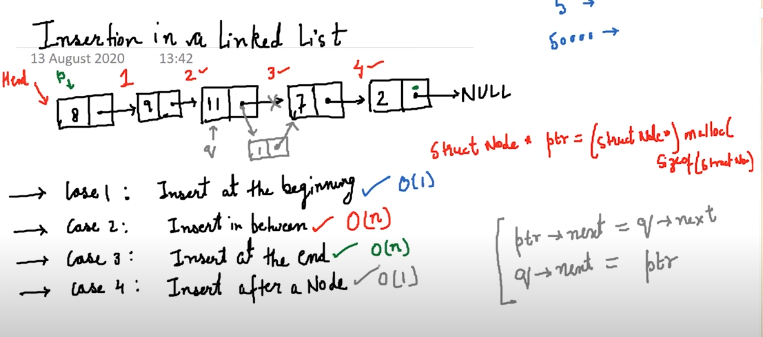 Insertion in a Linked List
5 →
50000 →
13 August 2020 13:42
Head P 1 2✓ 3✓ 4✓
8 9 11 7 2 → NULL
q 1
Struct Node * ptr = (struct Node*) malloc(
Sizeof(struct No)
→ Case 1 : Insert at the beginning ✓ O(1)
→ Case 2 : Insert in between ✓ O(n)
→ Case 3 : Insert at the end ✓ O(n)
→ Case 4 : Insert after a Node ✓ O(1)
ptr → next = q → next
q → next = ptr